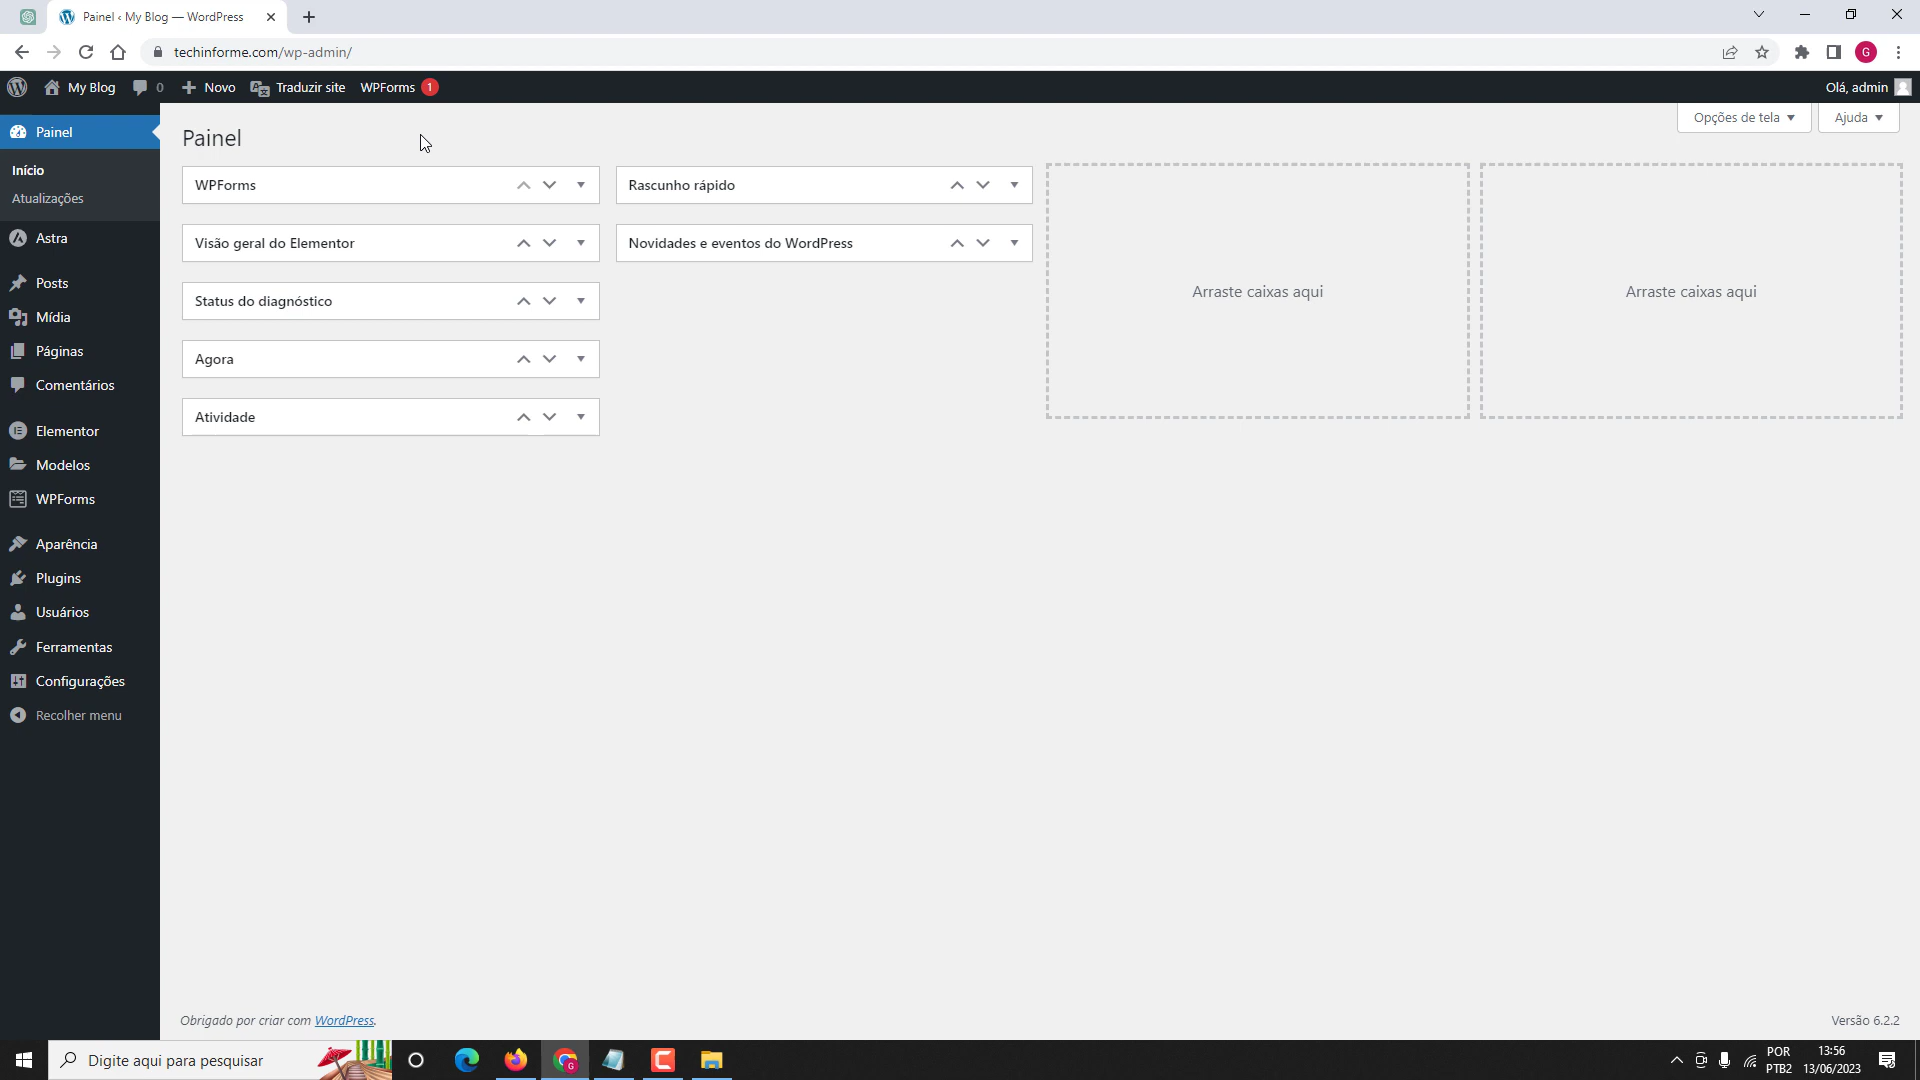 Painel ‹ My Blog — WordPress
techinforme.com/wp-admin/
G
My Blog
0
Novo
Traduzir site
WPForms 1
Olá, admin
Painel
Início
Atualizações
Astra
Posts
Mídia
Páginas
Comentários
Elementor
Modelos
WPForms
Aparência
Plugins
Usuários
Ferramentas
Configurações
Recolher menu
Opções de tela
Ajuda
Painel
WPForms
Visão geral do Elementor
Status do diagnóstico
Agora
Atividade
Rascunho rápido
Novidades e eventos do WordPress
Arraste caixas aqui
Arraste caixas aqui
Obrigado por criar com WordPress.
Versão 6.2.2
Digite aqui para pesquisar
G
POR
PTB2
13:56
13/06/2023